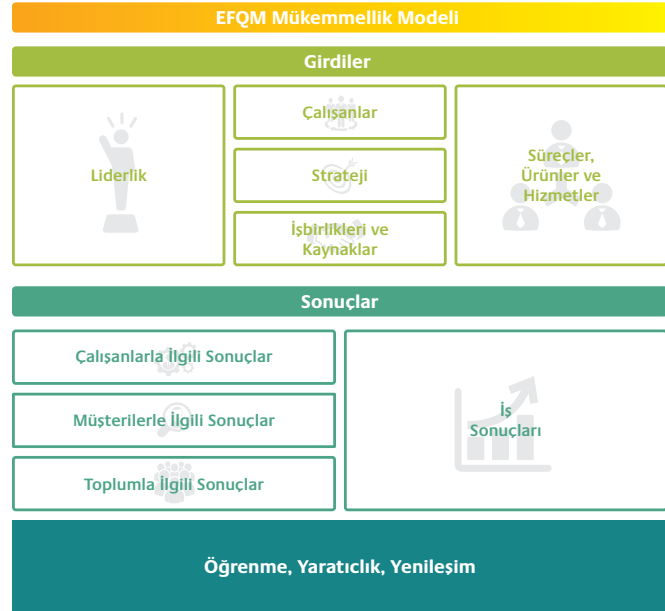 EFQM Mükemmellik Modeli
Girdiler
Liderlik
Çalışanlar
Strateji
İşbirlikleri ve
Kaynaklar
Süreçler,
Ürünler ve
Hizmetler
Sonuçlar
Çalışanlarla İlgili Sonuçlar
Müşterilerle İlgili Sonuçlar
Toplumla İlgili Sonuçlar
İş
Sonuçları
Öğrenme, Yaratıclık, Yenileşim